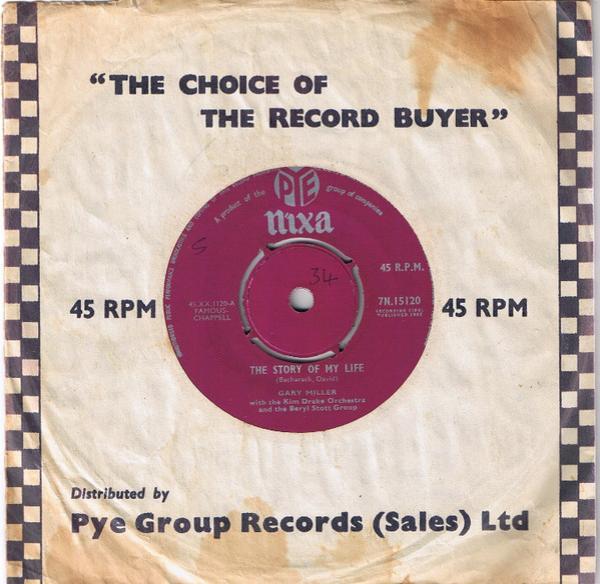 “THE CHOICE OF
THE RECORD BUYER”
A product of the PYE group of companies
nixa
S
34
45 R.P.M.
45.XX.1120-A
FAMOUS-
CHAPPELL
7N.15120
45 RPM
45 RPM
THE STORY OF MY LIFE
(Bacharach, David)
GARY MILLER
with the Kim Drake Orchestra
and the Beryl Stott Group
Distributed by
Pye Group Records (Sales) Ltd